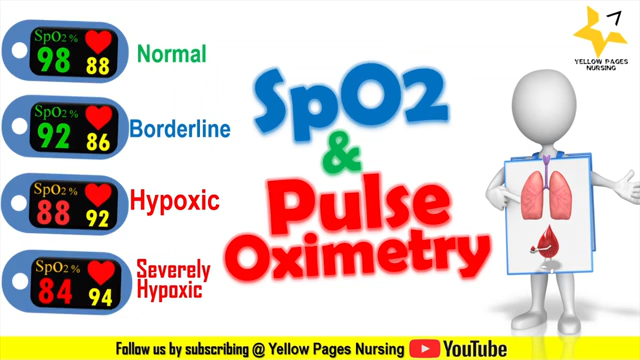 SpO2%
98 88
Normal
SpO2%
92 86
Borderline
SpO2%
88 92
Hypoxic
SpO2%
84 94
Severely
Hypoxic
SpO2
&
Pulse
Oximetry
YELLOW PAGES
NURSING
Follow us by subscribing @ Yellow Pages Nursing YouTube